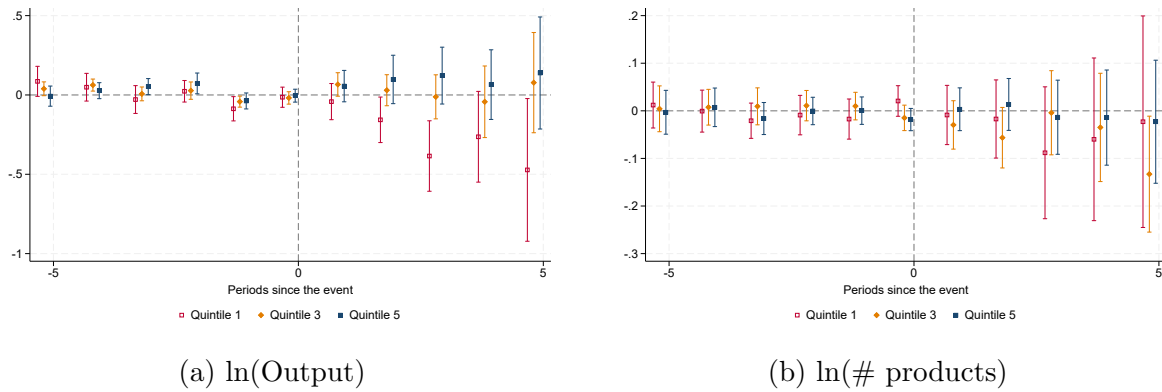 .5
0
-.5
-1
-5
0
5
Periods since the event
Quintile 1
Quintile 3
Quintile 5
(a) ln(Output)
.2
.1
0
-.1
-.2
-.3
-5
0
5
Periods since the event
Quintile 1
Quintile 3
Quintile 5
(b) ln(# products)